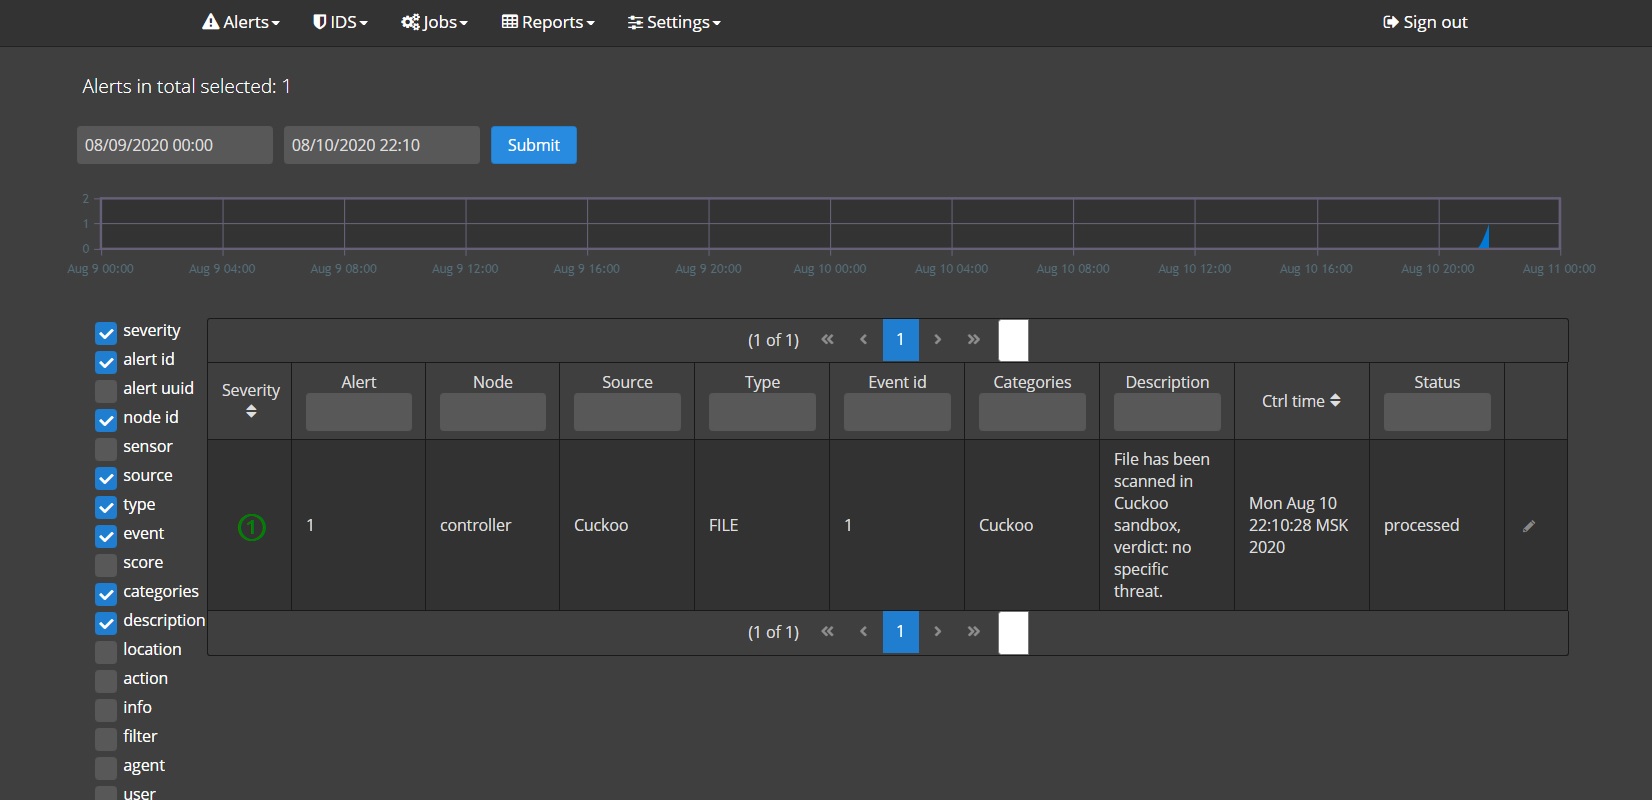 Alerts IDS Jobs Reports Settings Sign out
Alerts in total selected: 1
08/09/2020 00:00 08/10/2020 22:10 Submit
2
1
0
Aug 9 00:00 Aug 9 04:00 Aug 9 08:00 Aug 9 12:00 Aug 9 16:00 Aug 9 20:00 Aug 10 00:00 Aug 10 04:00 Aug 10 08:00 Aug 10 12:00 Aug 10 16:00 Aug 10 20:00 Aug 11 00:00
severity
alert id
alert uuid
node id
sensor
source
type
event
score
categories
description
location
action
info
filter
agent
user
(1 of 1) « ‹ 1 › »
Severity Alert Node Source Type Event id Categories Description Ctrl time Status
1 1 controller Cuckoo FILE 1 Cuckoo
File has been
scanned in
Cuckoo
sandbox,
verdict: no
specific
threat.
Mon Aug 10
22:10:28 MSK
2020
processed
(1 of 1) « ‹ 1 › »